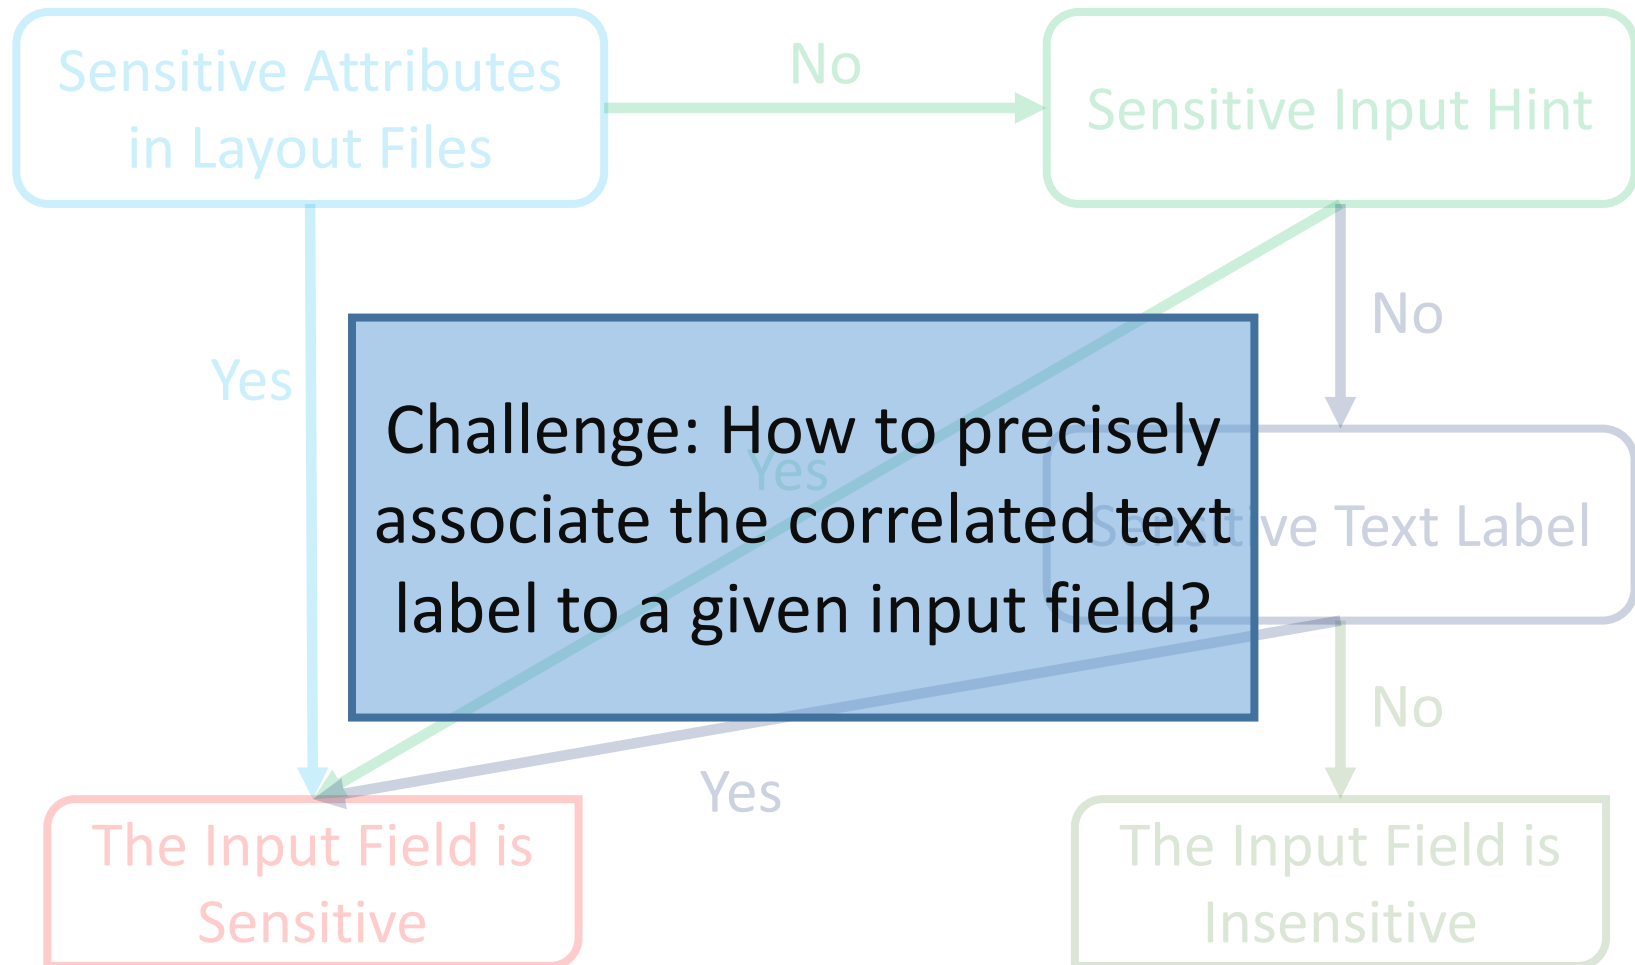 Sensitive Attributes
in Layout Files
No
Sensitive Input Hint
Yes
No
Challenge: How to precisely
associate the correlated text
label to a given input field?
Yes
Sensitive Text Label
Yes
No
The Input Field is
Sensitive
The Input Field is
Insensitive